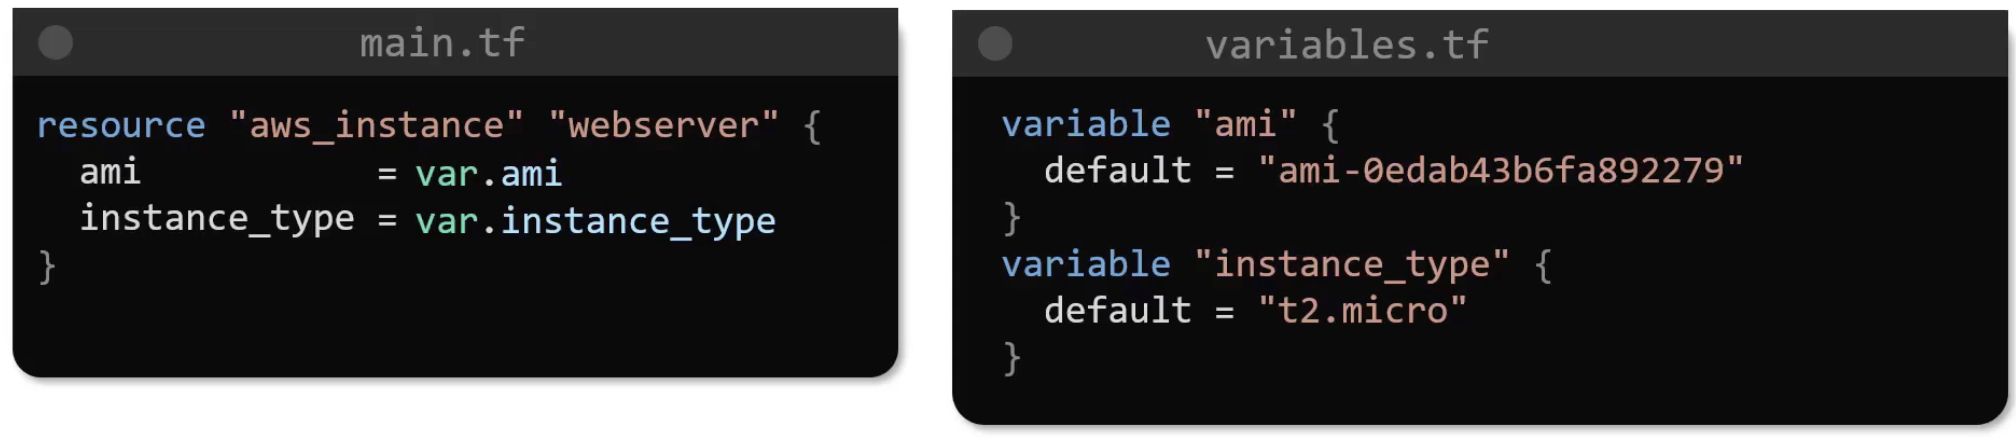 main.tf
resource "aws_instance" "webserver" {
  ami           = var.ami
  instance_type = var.instance_type
}
variables.tf
variable "ami" {
  default = "ami-0edab43b6fa892279"
}
variable "instance_type" {
  default = "t2.micro"
}